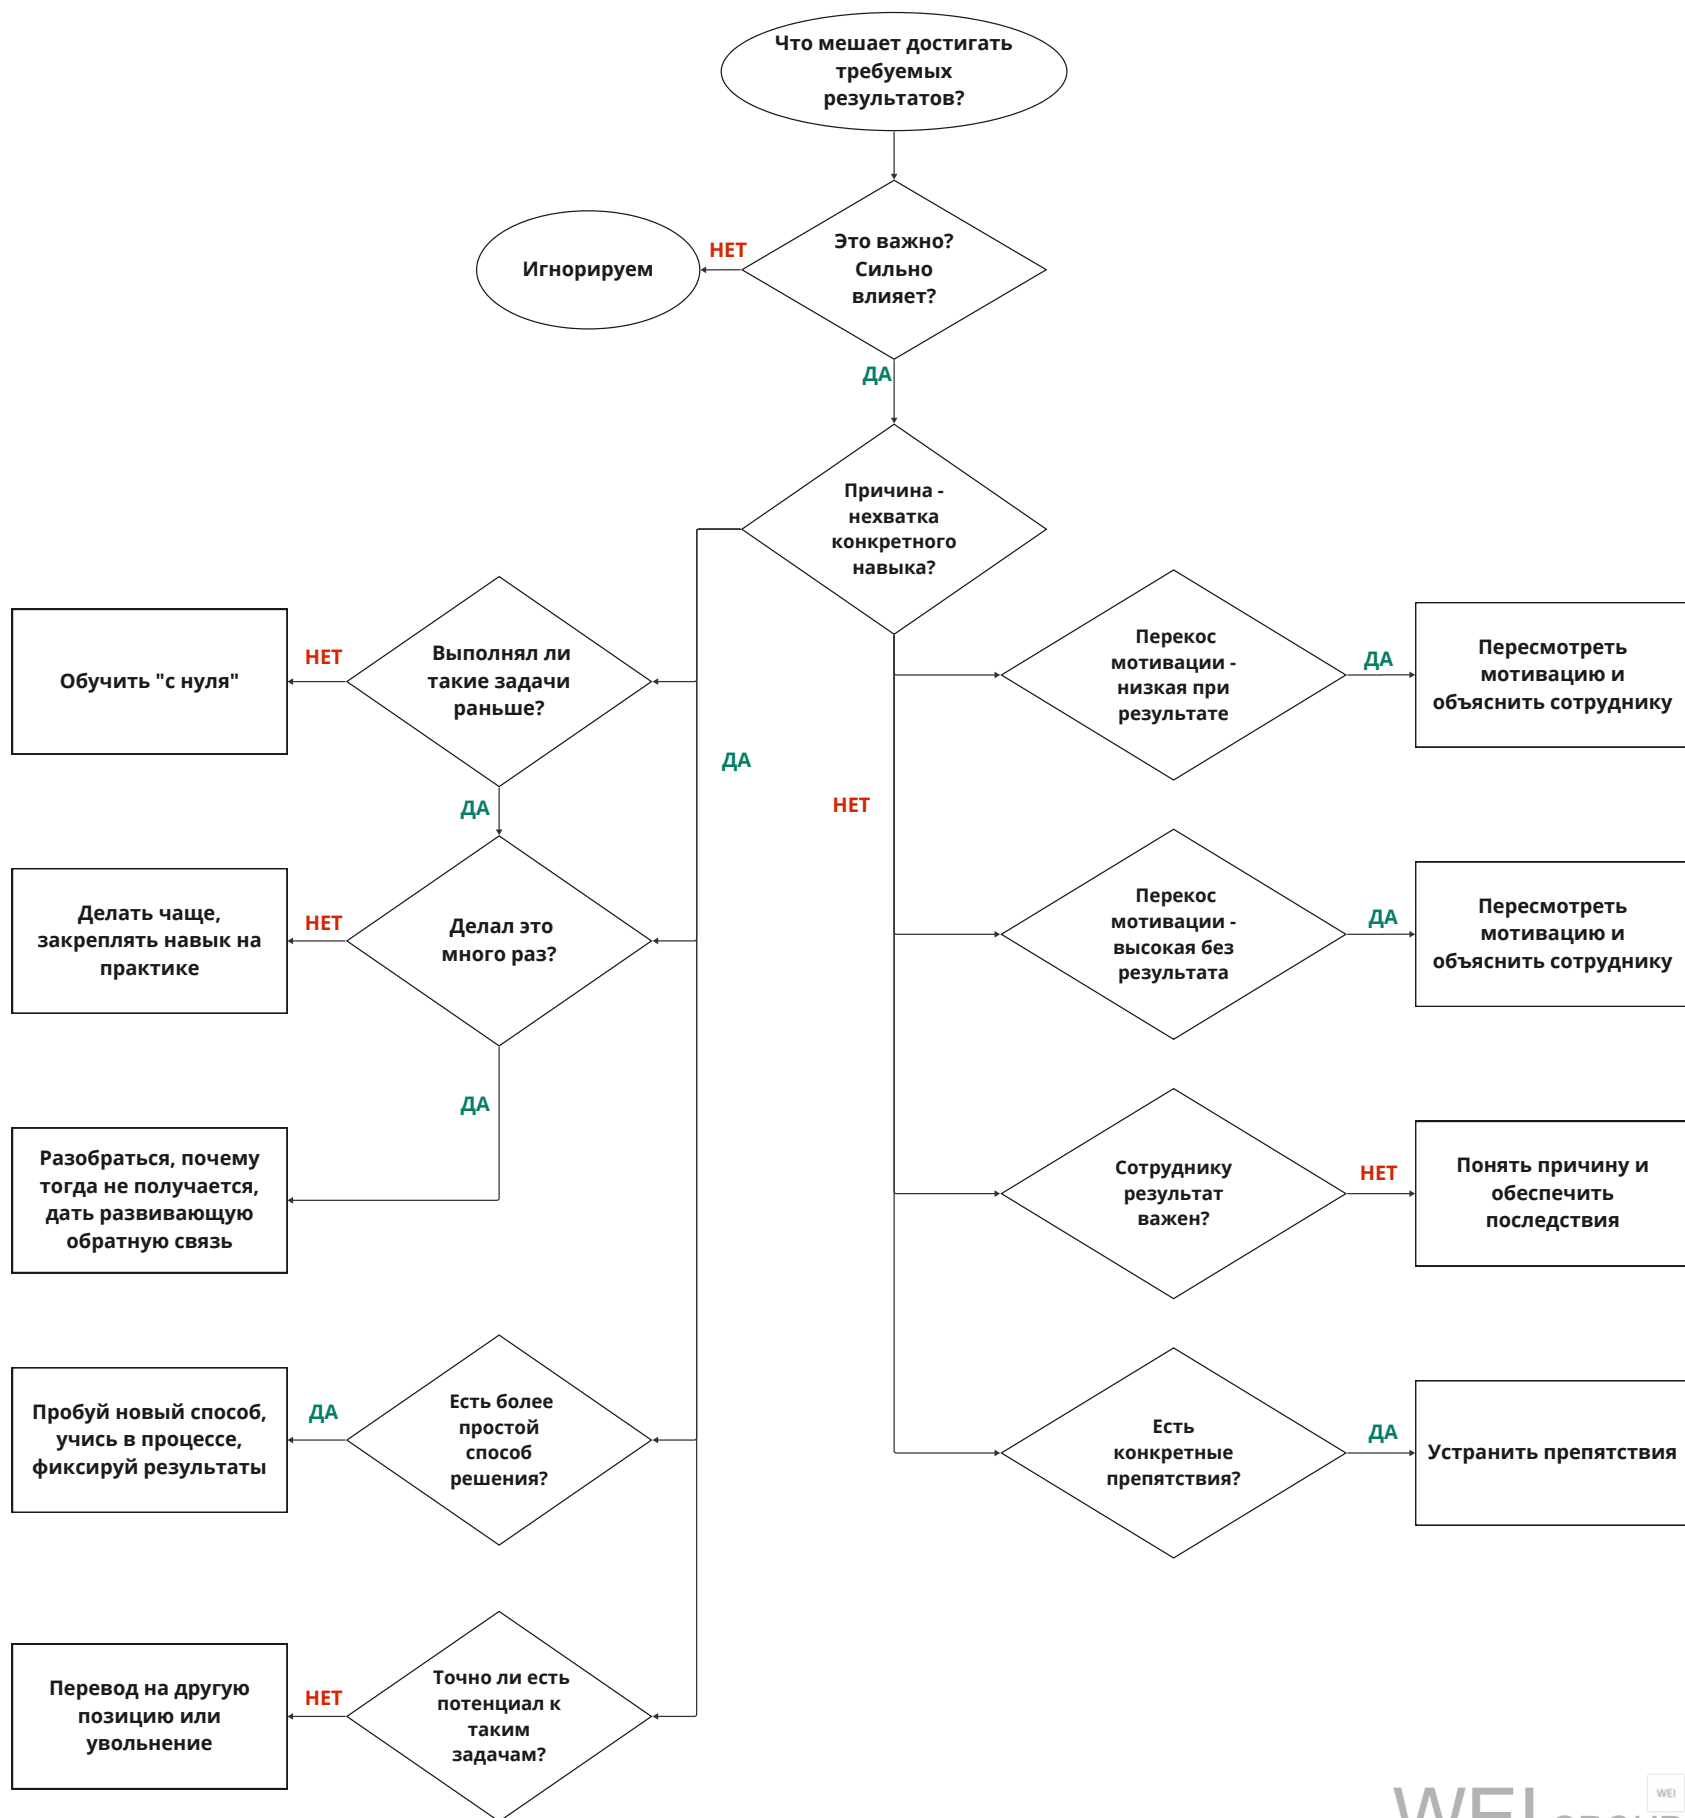 Что мешает достигать
требуемых
результатов?
Это важно?
Сильно
влияет?
НЕТ
Игнорируем
ДА
Причина -
нехватка
конкретного
навыка?
ДА
НЕТ
Выполнял ли
такие задачи
раньше?
НЕТ
Обучить "с нуля"
ДА
Делал это
много раз?
НЕТ
Делать чаще,
закреплять навык на
практике
ДА
Разобраться, почему
тогда не получается,
дать развивающую
обратную связь
Есть более
простой
способ
решения?
ДА
Пробуй новый способ,
учись в процессе,
фиксируй результаты
Точно ли есть
потенциал к
таким
задачам?
НЕТ
Перевод на другую
позицию или
увольнение
Перекос
мотивации -
низкая при
результате
ДА
Пересмотреть
мотивацию и
объяснить сотруднику
Перекос
мотивации -
высокая без
результата
ДА
Пересмотреть
мотивацию и
объяснить сотруднику
Сотруднику
результат
важен?
НЕТ
Понять причину и
обеспечить
последствия
Есть
конкретные
препятствия?
ДА
Устранить препятствия
WEI GROUP
WEI